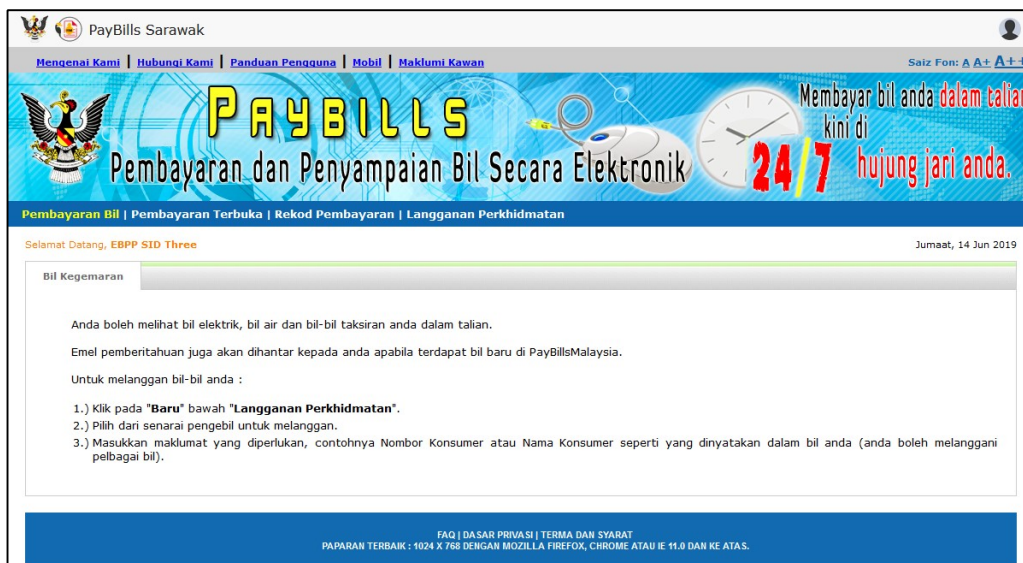 PayBills Sarawak
Mengenai Kami | Hubungi Kami | Panduan Pengguna | Mobil | Maklumi Kawan
Saiz Fon: A A+ A++
PAYBILLS
Pembayaran dan Penyampaian Bil Secara Elektronik
Membayar bil anda dalam talian
kini di
24/7 hujung jari anda.
Pembayaran Bil | Pembayaran Terbuka | Rekod Pembayaran | Langganan Perkhidmatan
Selamat Datang, EBPP SID Three
Jumaat, 14 Jun 2019
Bil Kegemaran
Anda boleh melihat bil elektrik, bil air dan bil-bil taksiran anda dalam talian.
Emel pemberitahuan juga akan dihantar kepada anda apabila terdapat bil baru di PayBillsMalaysia.
Untuk melanggan bil-bil anda :
1.) Klik pada "Baru" bawah "Langganan Perkhidmatan".
2.) Pilih dari senarai pengebil untuk melanggan.
3.) Masukkan maklumat yang diperlukan, contohnya Nombor Konsumer atau Nama Konsumer seperti yang dinyatakan dalam bil anda (anda boleh melanggani
pelbagai bil).
FAQ | DASAR PRIVASI | TERMA DAN SYARAT
PAPARAN TERBAIK : 1024 X 768 DENGAN MOZILLA FIREFOX, CHROME ATAU IE 11.0 DAN KE ATAS.